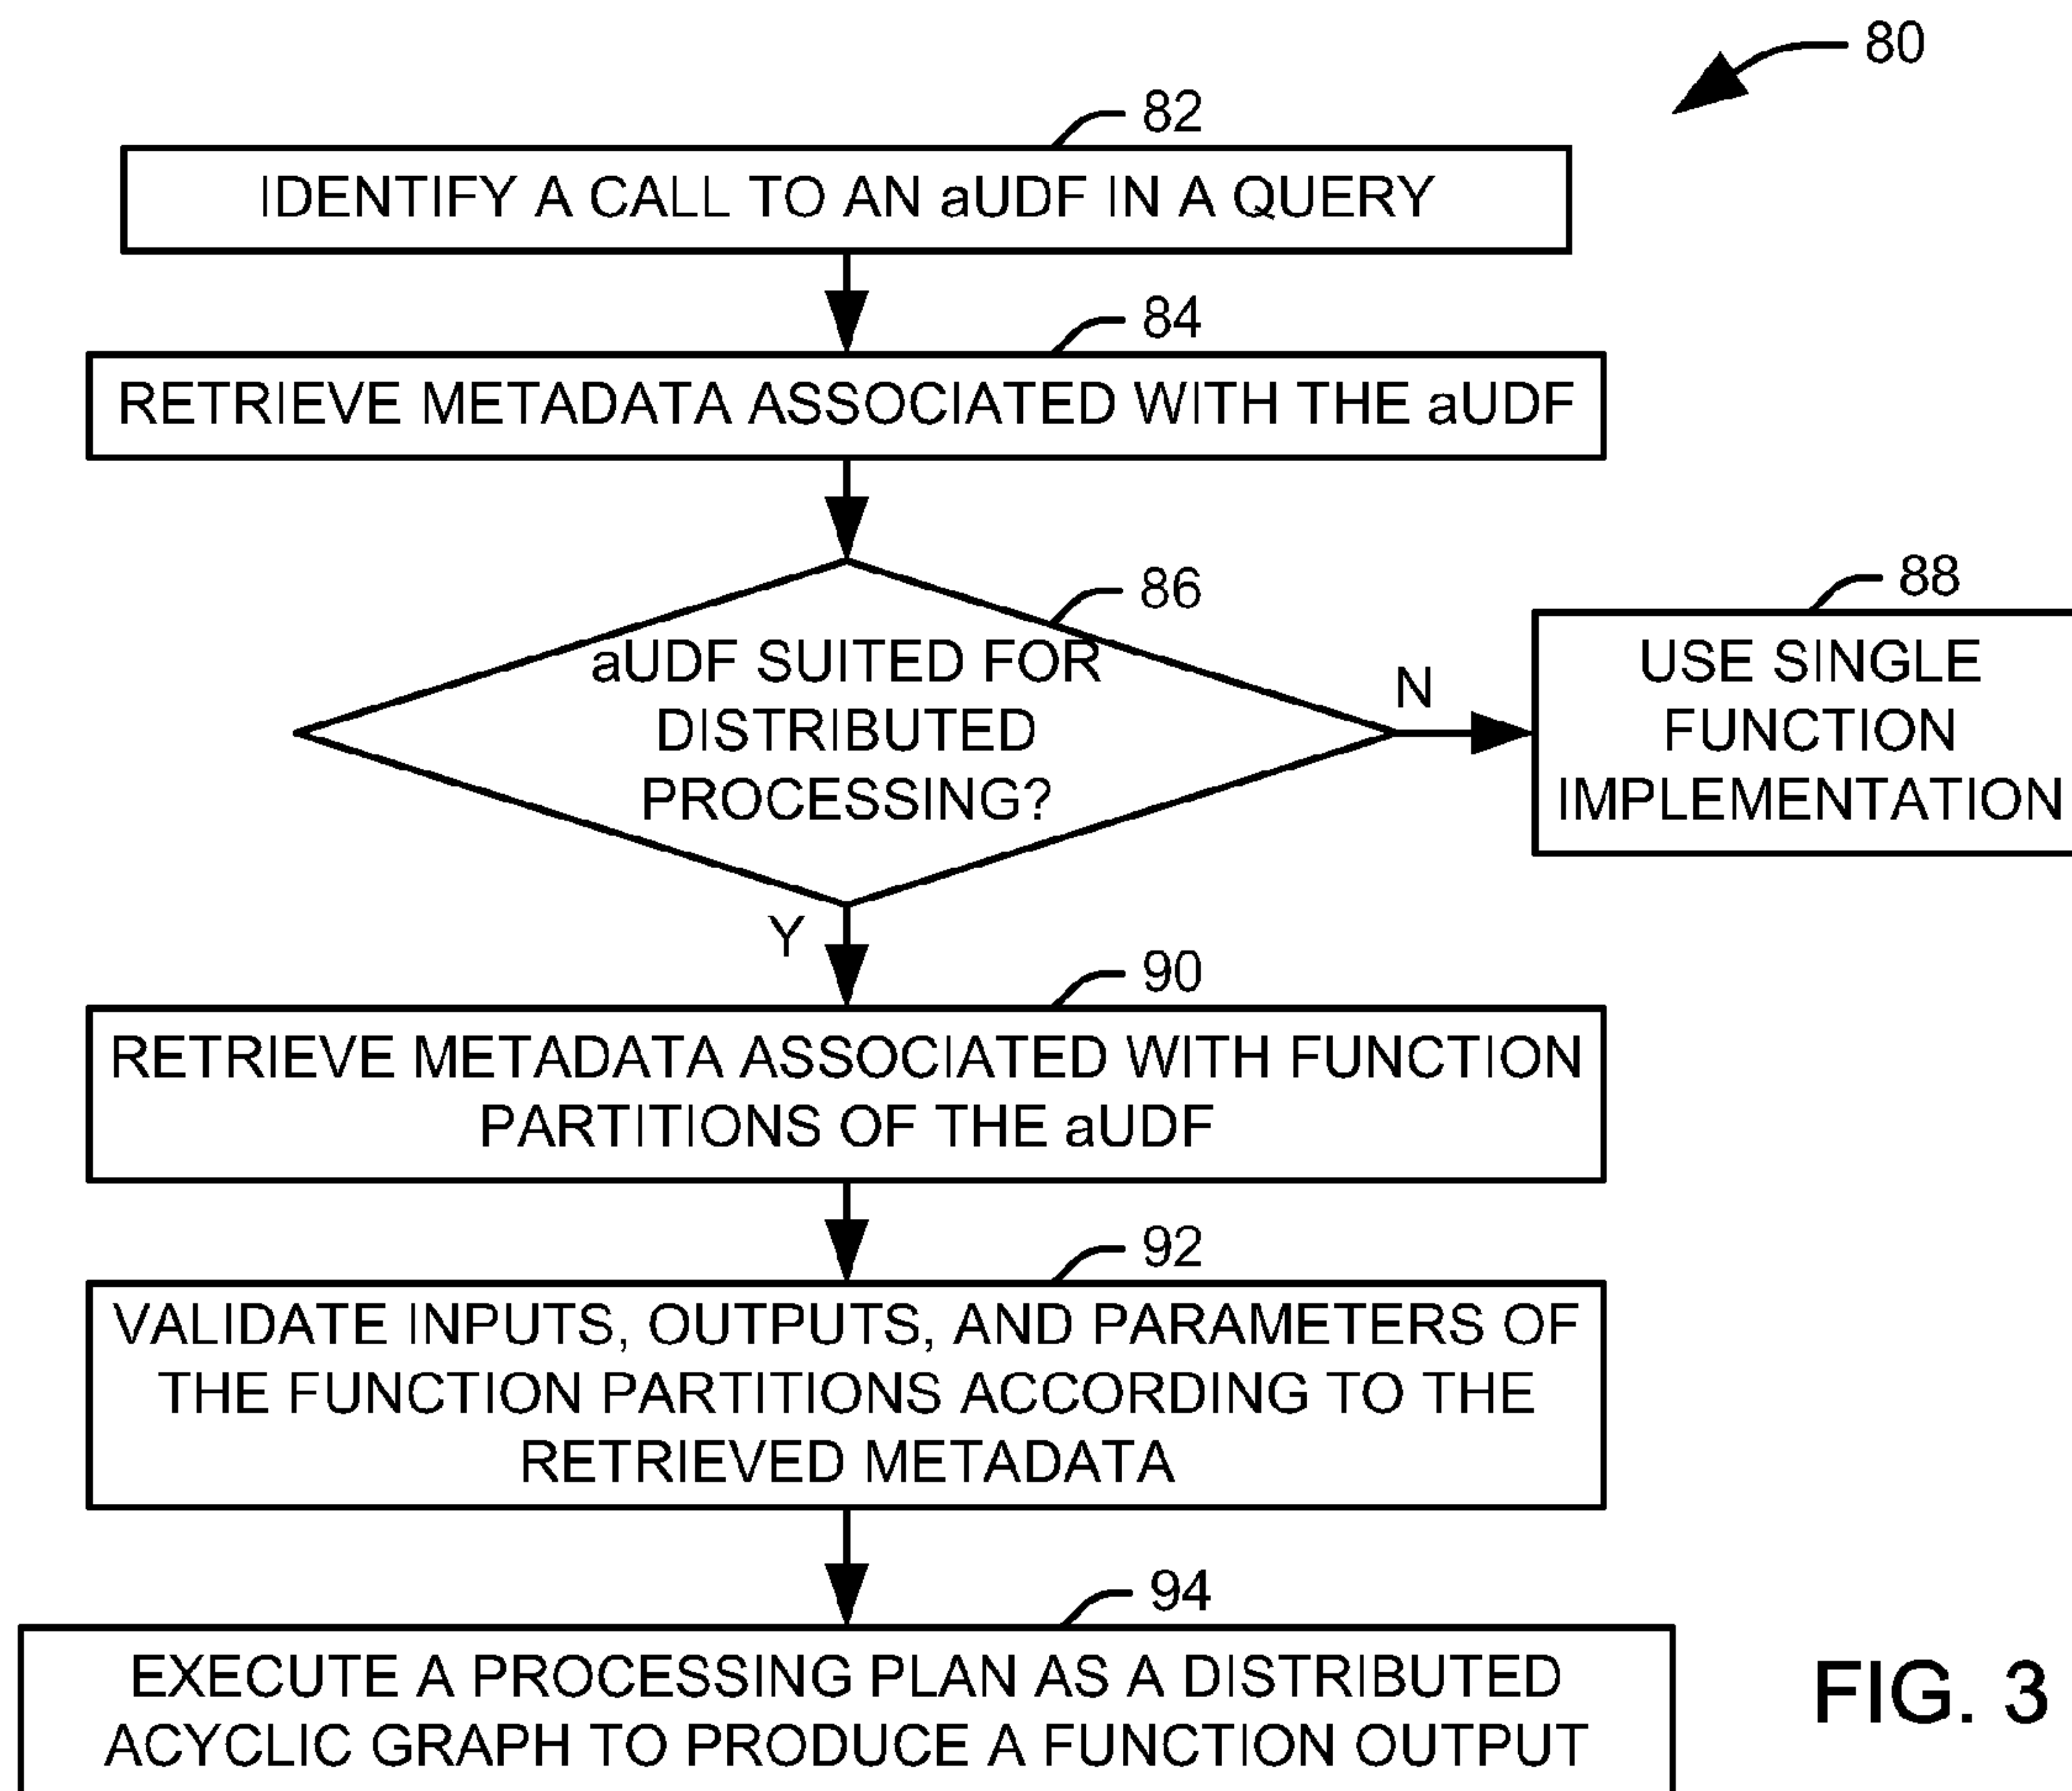 80
82
IDENTIFY A CALL TO AN aUDF IN A QUERY
84
RETRIEVE METADATA ASSOCIATED WITH THE aUDF
86
aUDF SUITED FOR
DISTRIBUTED
PROCESSING?
N
88
USE SINGLE
FUNCTION
IMPLEMENTATION
Y
90
RETRIEVE METADATA ASSOCIATED WITH FUNCTION
PARTITIONS OF THE aUDF
92
VALIDATE INPUTS, OUTPUTS, AND PARAMETERS OF
THE FUNCTION PARTITIONS ACCORDING TO THE
RETRIEVED METADATA
94
EXECUTE A PROCESSING PLAN AS A DISTRIBUTED
ACYCLIC GRAPH TO PRODUCE A FUNCTION OUTPUT
FIG. 3